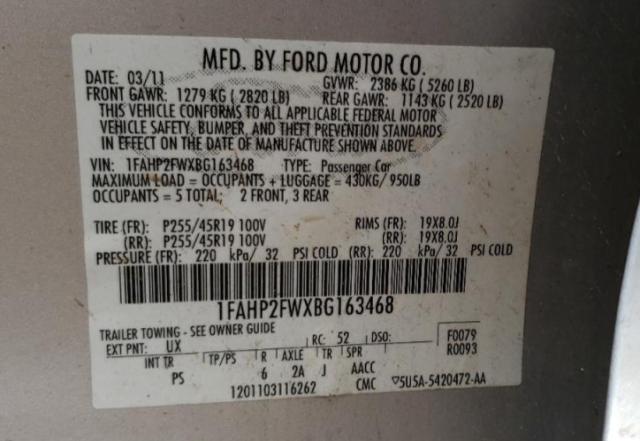 MFD. BY FORD MOTOR CO.
DATE: 03/11 GVWR: 2386 KG ( 5260 LB)
FRONT GAWR: 1279 KG ( 2820 LB) REAR GAWR: 1143 KG ( 2520 LB)
THIS VEHICLE CONFORMS TO ALL APPLICABLE FEDERAL MOTOR
VEHICLE SAFETY, BUMPER, AND THEFT PREVENTION STANDARDS
IN EFFECT ON THE DATE OF MANUFACTURE SHOWN ABOVE.
VIN: 1FAHP2FWXBG163468 TYPE: Passenger Car
MAXIMUM LOAD = OCCUPANTS + LUGGAGE = 430KG/ 950LB
OCCUPANTS = 5 TOTAL; 2 FRONT, 3 REAR
TIRE (FR): P255/45R19 100V RIMS (FR): 19X8.0J
(RR): P255/45R19 100V (RR): 19X8.0J
PRESSURE (FR): 220 kPa/ 32 PSI COLD (RR): 220 kPa/ 32 PSI COLD
1FAHP2FWXBG163468
TRAILER TOWING - SEE OWNER GUIDE
EXT PNT: UX RC: 52 DSO: F0079
R0093
INT TR TP/PS R AXLE TR SPR
PS 6 2A J AACC
1201103116262 CMC ▽5U5A-5420472-AA